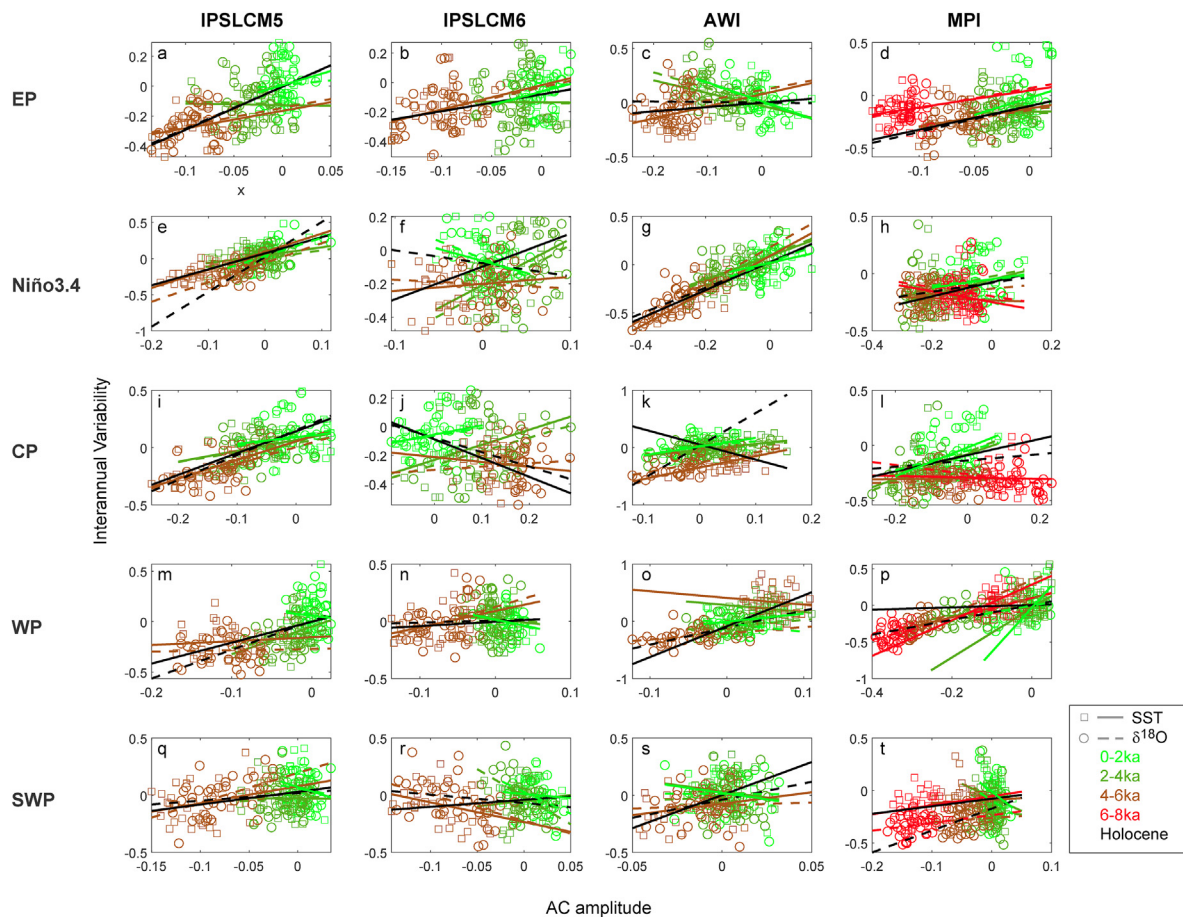 IPSLCM5 IPSLCM6 AWI MPI
EP
a
0.2
0
-0.2
-0.4
-0.1 -0.05 0 0.05
x
b
0.2
0
-0.2
-0.4
-0.15 -0.1 -0.05 0
c
0.5
0
-0.5
-0.2 -0.1 0
d
0.5
0
-0.5
-0.1 -0.05 0
Niño3.4
e
0.5
0
-0.5
-1
-0.2 -0.1 0 0.1
f
0.2
0
-0.2
-0.4
-0.1 -0.05 0 0.05 0.1
g
0.5
0
-0.5
-0.4 -0.2 0
h
0.5
0
-0.5
-0.4 -0.2 0 0.2
Interannual Variability
CP
i
0.5
0
-0.5
-0.2 -0.1 0
j
0.2
0
-0.2
-0.4
0 0.1 0.2
k
1
0
-1
-0.1 0 0.1 0.2
l
0.5
0
-0.5
-0.2 0 0.2
WP
m
0.5
0
-0.5
-0.2 -0.1 0
n
0.5
0
-0.5
-0.1 0 0.1
o
1
0
-1
-0.1 0 0.1
p
0.5
0
-0.5
-1
-0.4 -0.2 0
SWP
q
0.5
0
-0.5
-0.15 -0.1 -0.05 0
r
0.5
0
-0.5
-0.15 -0.1 -0.05 0 0.05
s
0.5
0
-0.5
-0.05 0 0.05
t
0.2
0
-0.2
-0.4
-0.2 -0.1 0 0.1
SST
δ¹⁸O
0-2ka
2-4ka
4-6ka
6-8ka
Holocene
AC amplitude